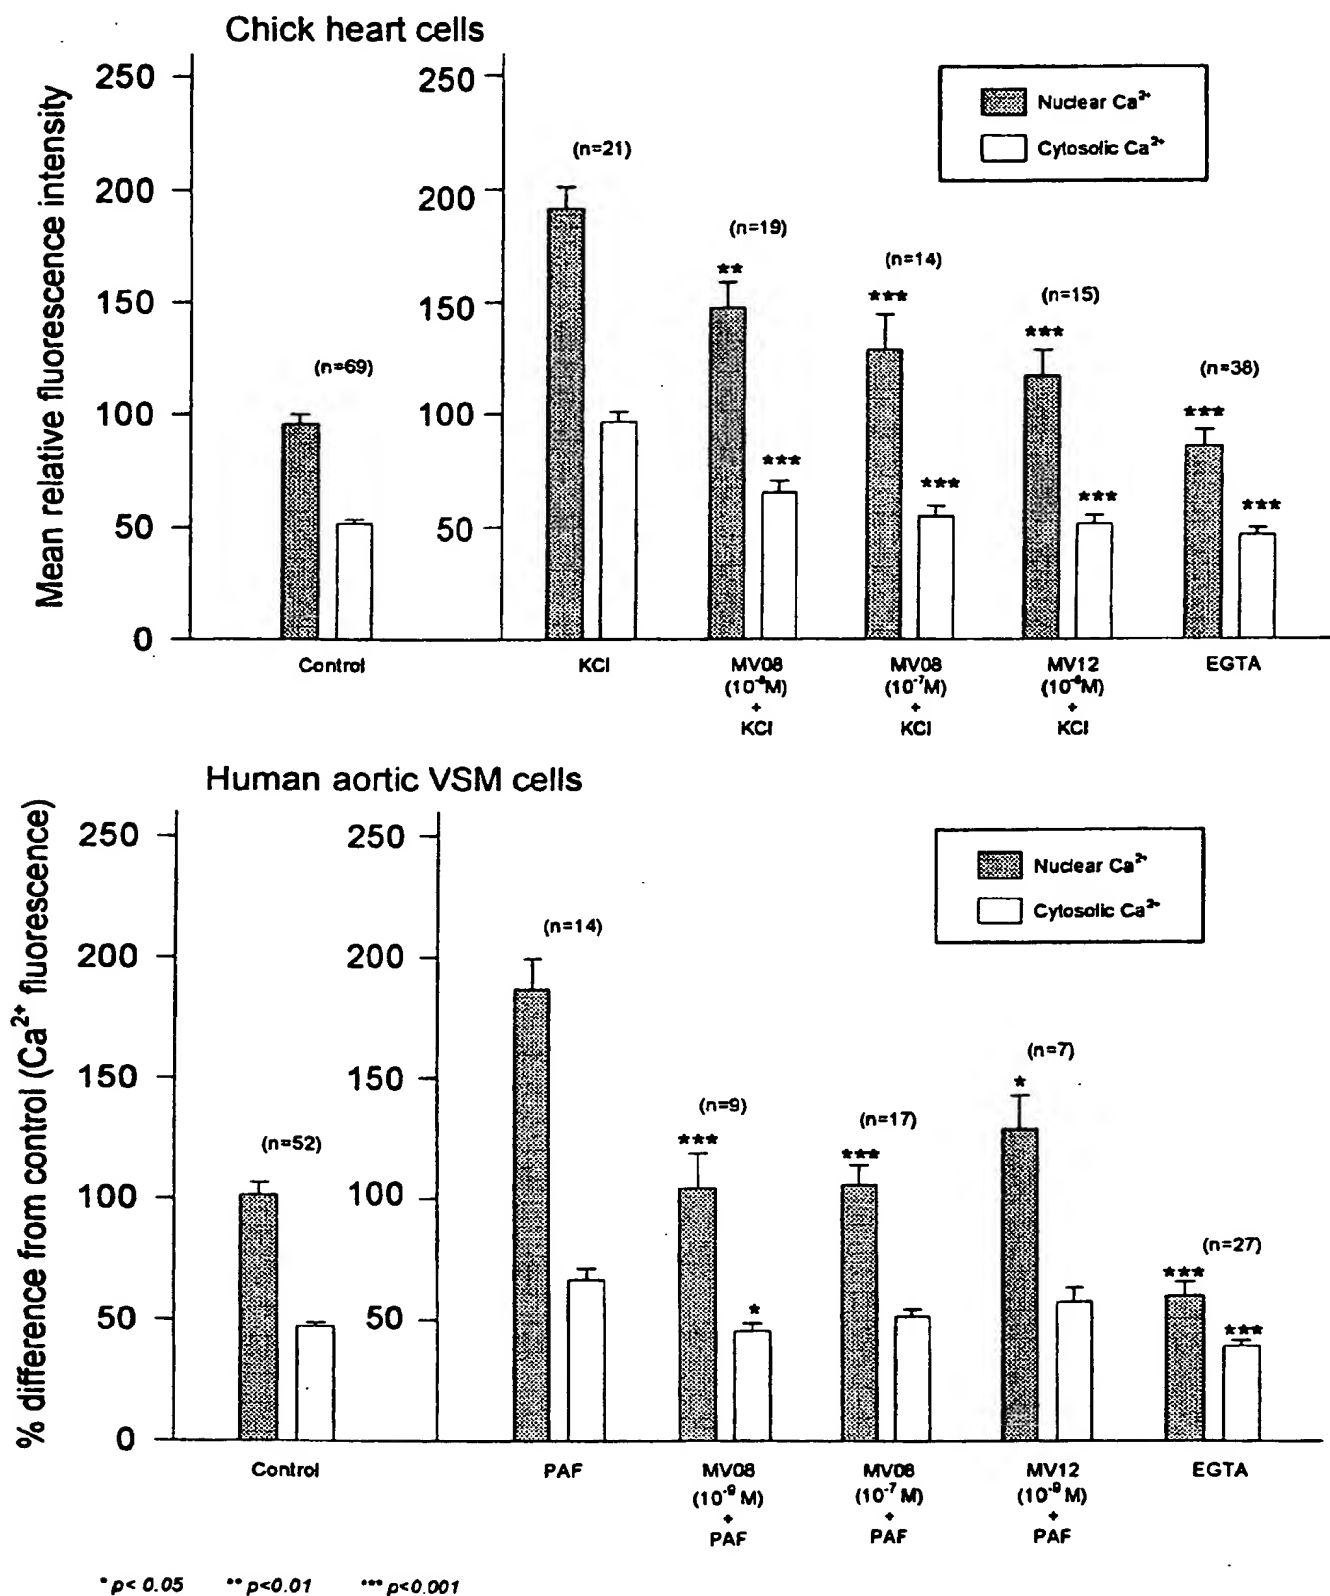 Chick heart cells
Mean relative fluorescence intensity
250
200
150
100
50
0
250
200
150
100
50
Nuclear Ca²⁺
Cytosolic Ca²⁺
(n=69)
(n=21)
(n=19)
(n=14)
(n=15)
(n=38)
**
***
***
***
***
***
***
***
Control
KCl
MV08
+
KCl
MV08
(10⁻⁷M)
+
KCl
MV12
+
KCl
EGTA
Human aortic VSM cells
% difference from control (Ca²⁺ fluorescence)
250
200
150
100
50
0
250
200
150
100
50
Nuclear Ca²⁺
Cytosolic Ca²⁺
(n=52)
(n=14)
(n=9)
(n=17)
(n=7)
(n=27)
***
*
***
*
***
***
Control
PAF
MV08
(10⁻⁹ M)
+
PAF
MV08
(10⁻⁷ M)
+
PAF
MV12
(10⁻⁹ M)
+
PAF
EGTA
* p< 0.05 ** p<0.01 *** p<0.001